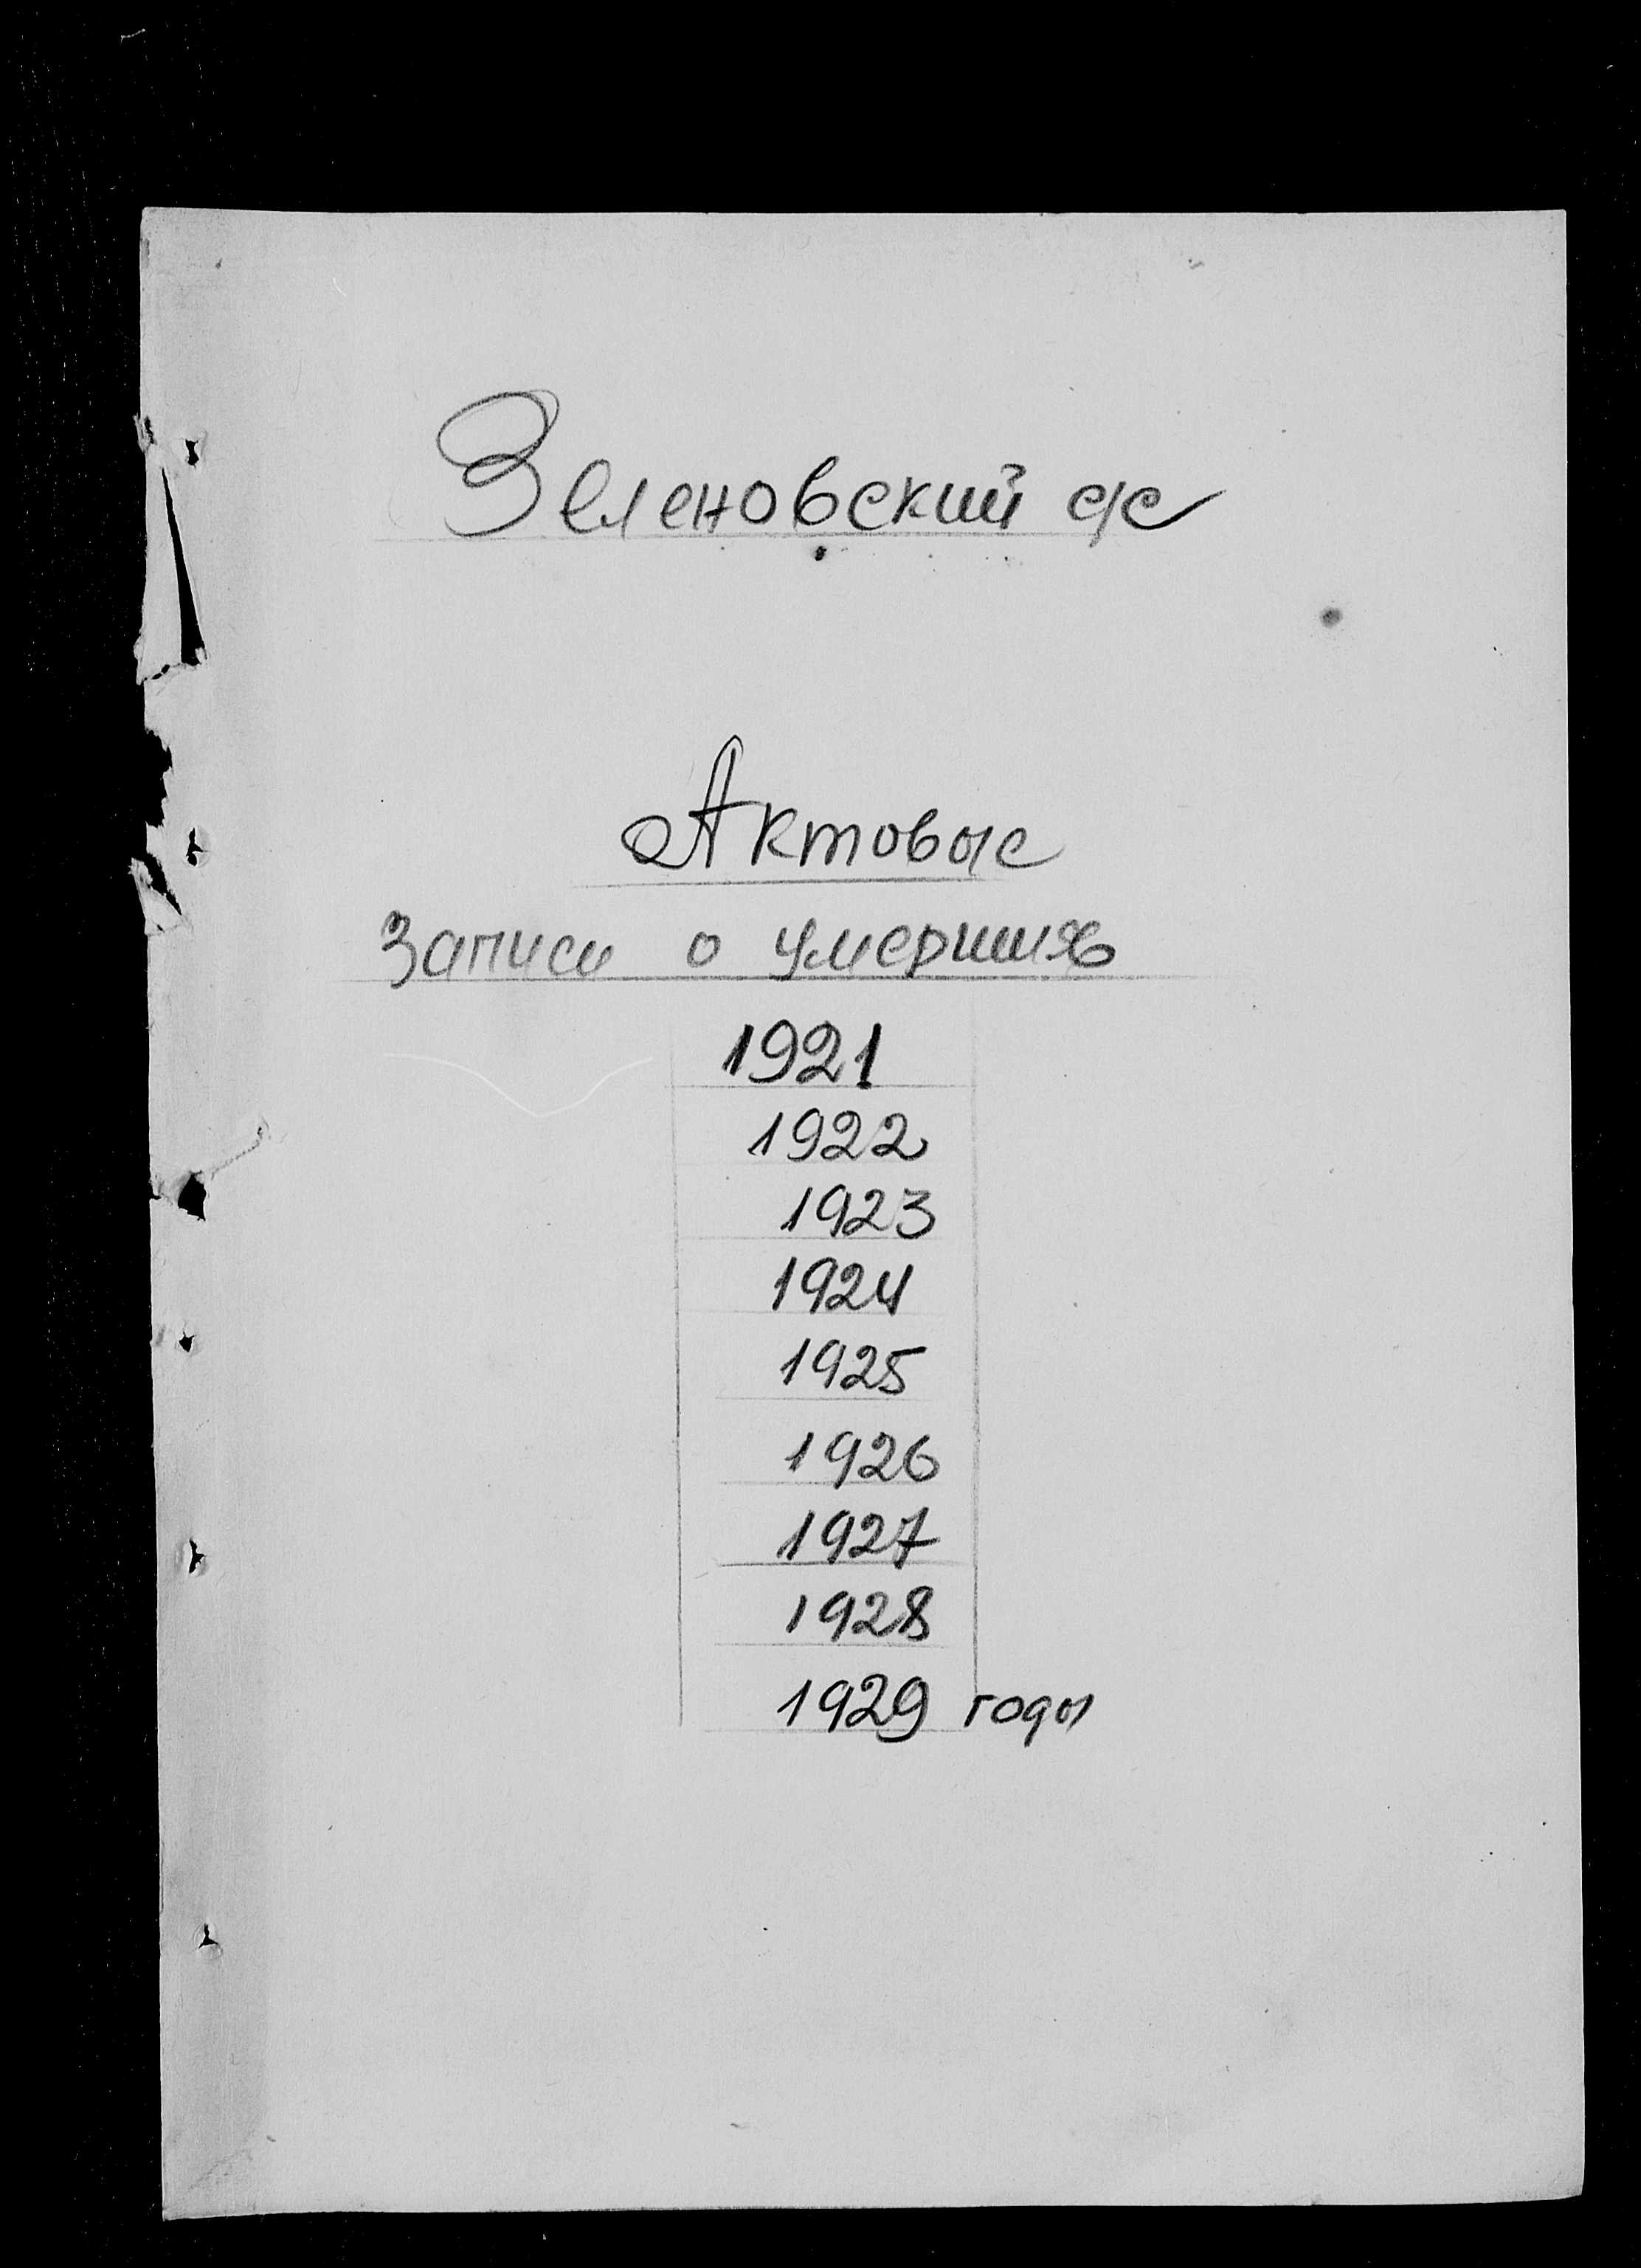 Зеленовский с/с
Актовые
записи о умерших
1921
1922
1923
1924
1925
1926
1927
1928
1929 годы